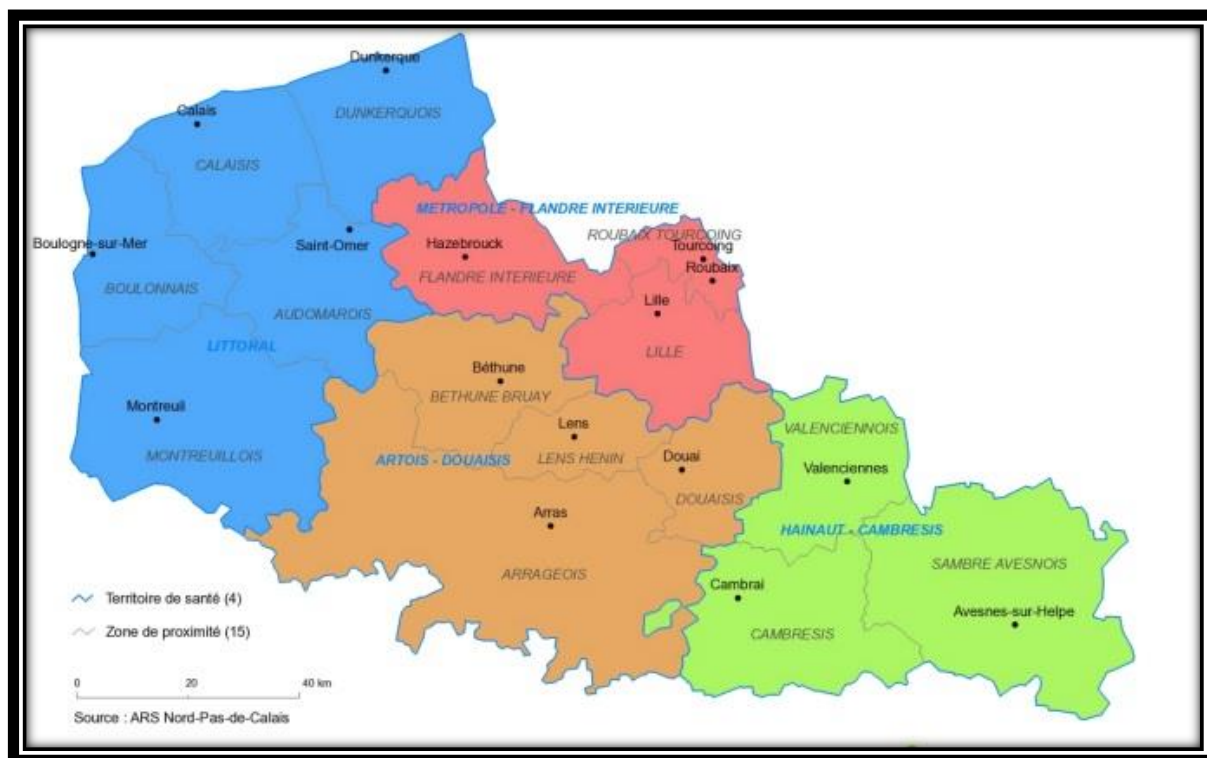 Dunkerque
DUNKERQUOIS
Calais
CALAISIS
METROPOLE - FLANDRE INTERIEURE
ROUBAIX TOURCOING
Boulogne-sur-Mer
Saint-Omer
Hazebrouck
Tourcoing
Roubaix
FLANDRE INTERIEURE
BOULONNAIS
AUDOMAROIS
Lille
LITTORAL
LILLE
Béthune
BETHUNE BRUAY
Montreuil
Lens
VALENCIENNOIS
MONTREUILLOIS
ARTOIS - DOUAISIS
LENS HENIN
Douai
Valenciennes
DOUAISIS
Arras
HAINAUT - CAMBRESIS
ARRAGEOIS
SAMBRE AVESNOIS
Cambrai
Avesnes-sur-Helpe
CAMBRESIS
Territoire de santé (4)
Zone de proximité (15)
0 20 40 km
Source : ARS Nord-Pas-de-Calais